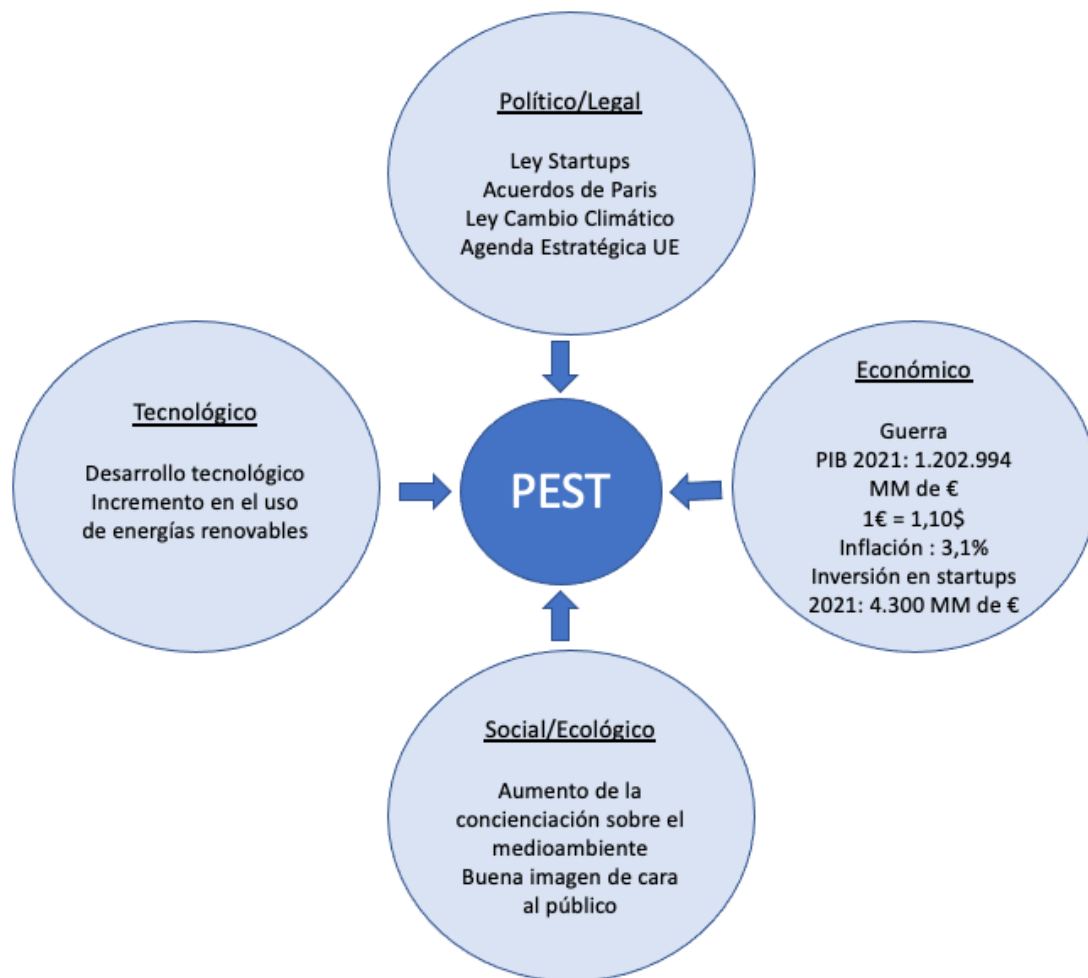 Político/Legal
Ley Startups
Acuerdos de Paris
Ley Cambio Climático
Agenda Estratégica UE
Tecnológico
Desarrollo tecnológico
Incremento en el uso
de energías renovables
PEST
Económico
Guerra
PIB 2021: 1.202.994
MM de €
1€ = 1,10$
Inflación : 3,1%
Inversión en startups
2021: 4.300 MM de €
Social/Ecológico
Aumento de la
concienciación sobre el
medioambiente
Buena imagen de cara
al público